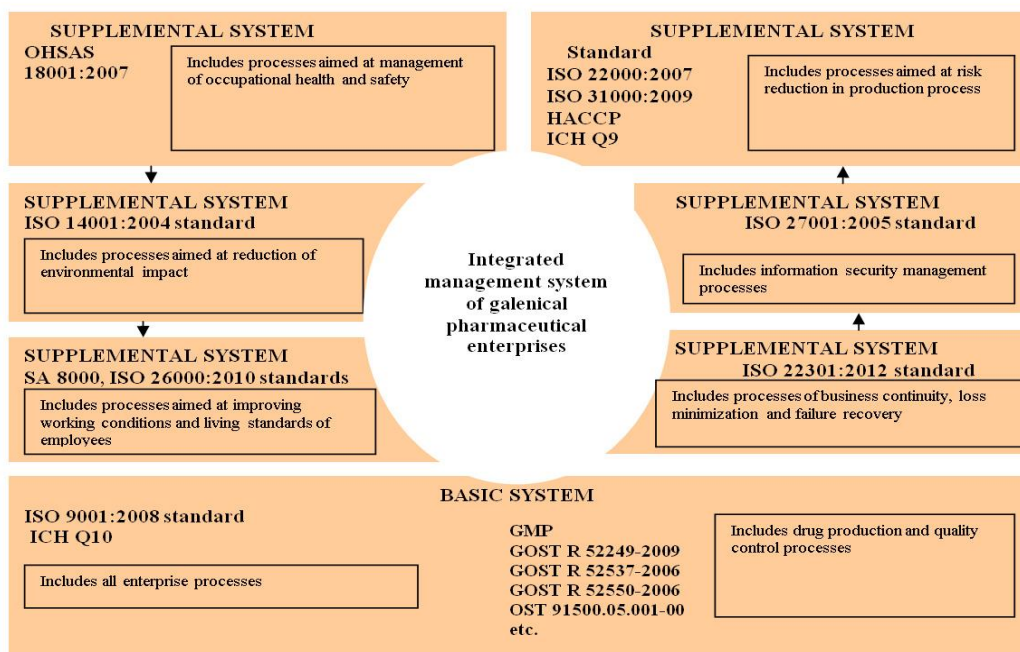 SUPPLEMENTAL SYSTEM
OHSAS
18001:2007
Includes processes aimed at management
of occupational health and safety
SUPPLEMENTAL SYSTEM
Standard
ISO 22000:2007
ISO 31000:2009
HACCP
ICH Q9
Includes processes aimed at risk
reduction in production process
SUPPLEMENTAL SYSTEM
ISO 14001:2004 standard
Includes processes aimed at reduction of
environmental impact
Integrated
management system
of galenical
pharmaceutical
enterprises
SUPPLEMENTAL SYSTEM
ISO 27001:2005 standard
Includes information security management
processes
SUPPLEMENTAL SYSTEM
SA 8000, ISO 26000:2010 standards
Includes processes aimed at improving
working conditions and living standards of
employees
SUPPLEMENTAL SYSTEM
ISO 22301:2012 standard
Includes processes of business continuity, loss
minimization and failure recovery
BASIC SYSTEM
ISO 9001:2008 standard
ICH Q10
Includes all enterprise processes
GMP
GOST R 52249-2009
GOST R 52537-2006
GOST R 52550-2006
OST 91500.05.001-00
etc.
Includes drug production and quality
control processes